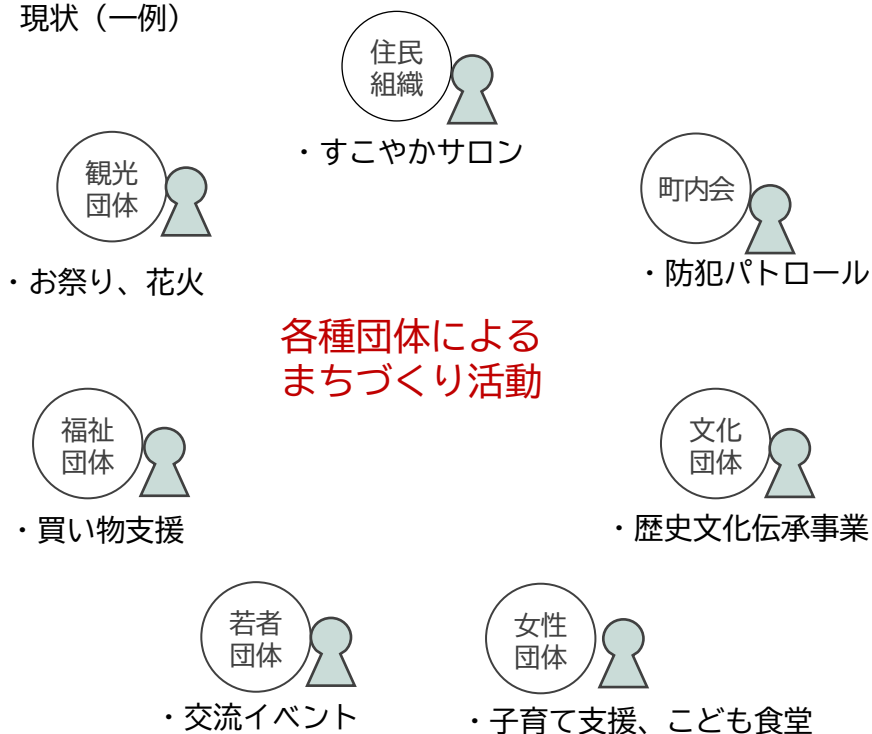 現状（一例）
住民
組織
・すこやかサロン
観光
団体
・お祭り、花火
町内会
・防犯パトロール
各種団体による
まちづくり活動
福祉
団体
・買い物支援
文化
団体
・歴史文化伝承事業
若者
団体
・交流イベント
女性
団体
・子育て支援、こども食堂